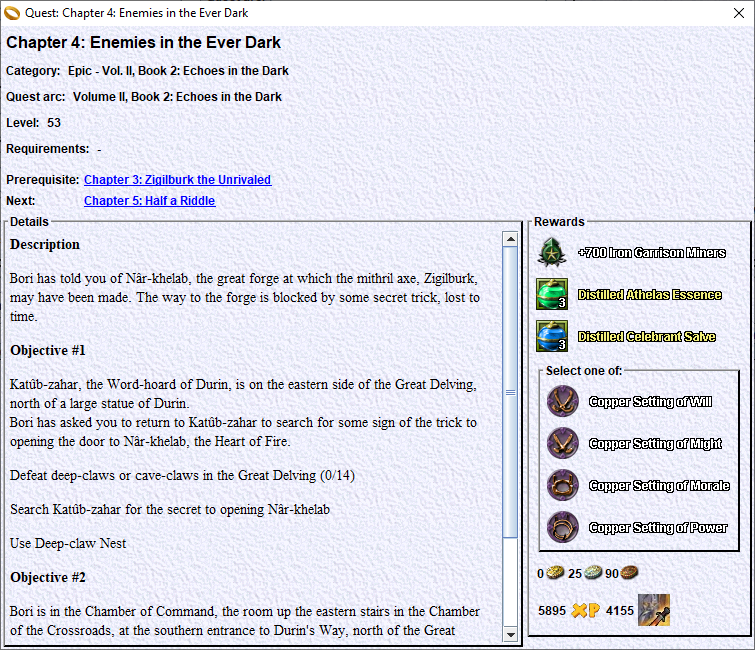 Quest: Chapter 4: Enemies in the Ever Dark
Chapter 4: Enemies in the Ever Dark
Category: Epic - Vol. II, Book 2: Echoes in the Dark
Quest arc: Volume II, Book 2: Echoes in the Dark
Level: 53
Requirements: -
Prerequisite: Chapter 3: Zigilburk the Unrivaled
Next: Chapter 5: Half a Riddle
Details
Description
Bori has told you of Nâr-khelab, the great forge at which the mithril axe, Zigilburk,
may have been made. The way to the forge is blocked by some secret trick, lost to
time.
Objective #1
Katûb-zahar, the Word-hoard of Durin, is on the eastern side of the Great Delving,
north of a large statue of Durin.
Bori has asked you to return to Katûb-zahar to search for some sign of the trick to
opening the door to Nâr-khelab, the Heart of Fire.
Defeat deep-claws or cave-claws in the Great Delving (0/14)
Search Katûb-zahar for the secret to opening Nâr-khelab
Use Deep-claw Nest
Objective #2
Bori is in the Chamber of Command, the room up the eastern stairs in the Chamber
of the Crossroads, at the southern entrance to Durin's Way, north of the Great
Rewards
+700 Iron Garrison Miners
3 Distilled Athelas Essence
3 Distilled Celebrant Salve
Select one of:
Copper Setting of Will
Copper Setting of Might
Copper Setting of Morale
Copper Setting of Power
0 25 90
5895 XP 4155